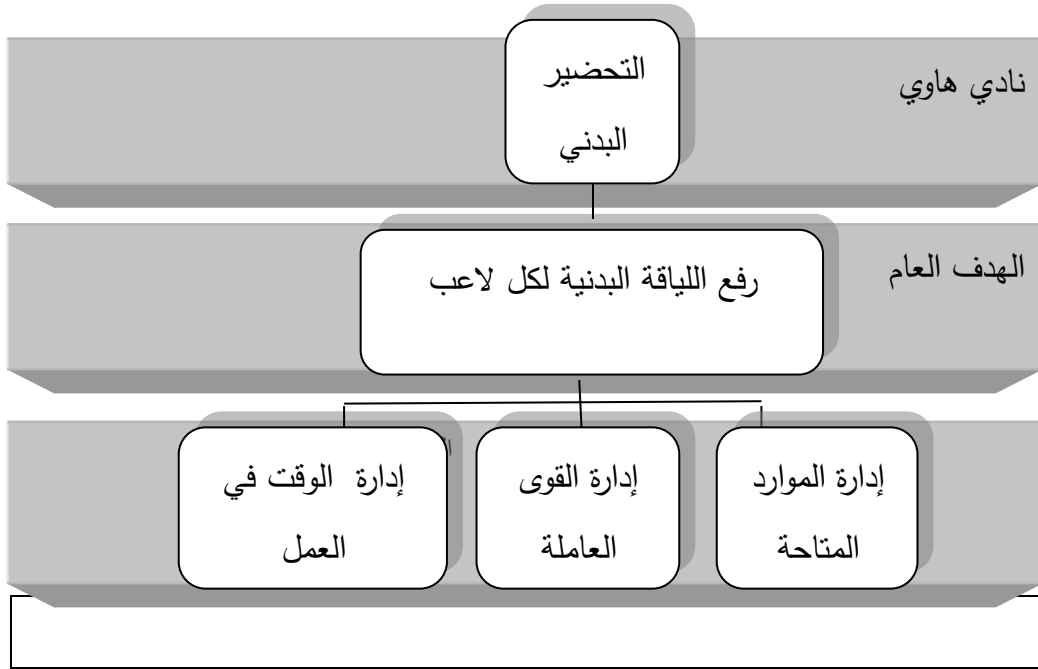 نادي هاوي
التحضير
البدني
الهدف العام
رفع اللياقة البدنية لكل لاعب
إدارة الموارد
المتاحة
إدارة القوى
العاملة
إدارة الوقت في
العمل